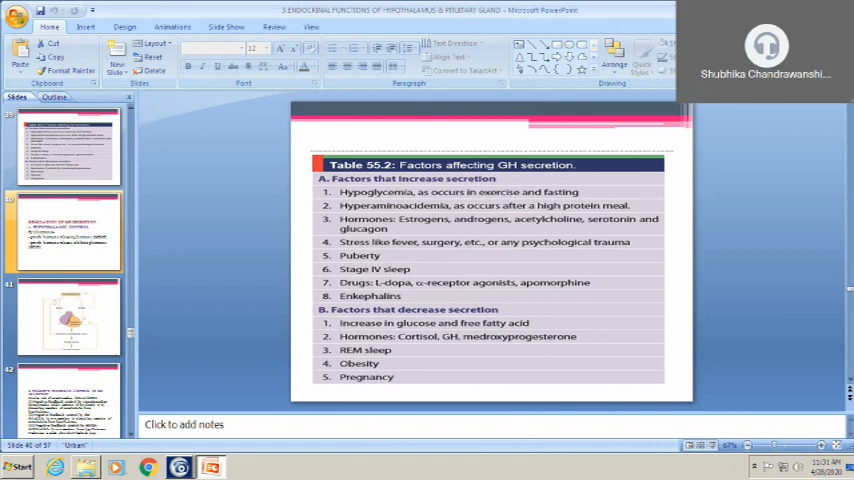 3.ENDOCRINAL FUNCTIONS OF HYPOTHALAMUS & PITUITARY GLAND - Microsoft PowerPoint
Home Insert Design Animations Slide Show Review View
Cut
Copy
Format Painter
Paste
Clipboard
New Slide
Layout
Reset
Delete
Slides
12
Font
Paragraph
Text Direction
Align Text
Convert to SmartArt
Arrange
Quick Styles
Drawing
Shubhika Chandrawanshi...
Slides Outline
39
40
41
42
Table 55.2: Factors affecting GH secretion.
A. Factors that increase secretion
1. Hypoglycemia, as occurs in exercise and fasting
2. Hyperaminoacidemia, as occurs after a high protein meal.
3. Hormones: Estrogens, androgens, acetylcholine, serotonin and
glucagon
4. Stress like fever, surgery, etc., or any psychological trauma
5. Puberty
6. Stage IV sleep
7. Drugs: L-dopa, α-receptor agonists, apomorphine
8. Enkephalins
B. Factors that decrease secretion
1. Increase in glucose and free fatty acid
2. Hormones: Cortisol, GH, medroxyprogesterone
3. REM sleep
4. Obesity
5. Pregnancy
Click to add notes
Slide 40 of 57
"Urban"
67%
Start
11:31 AM
4/28/2020